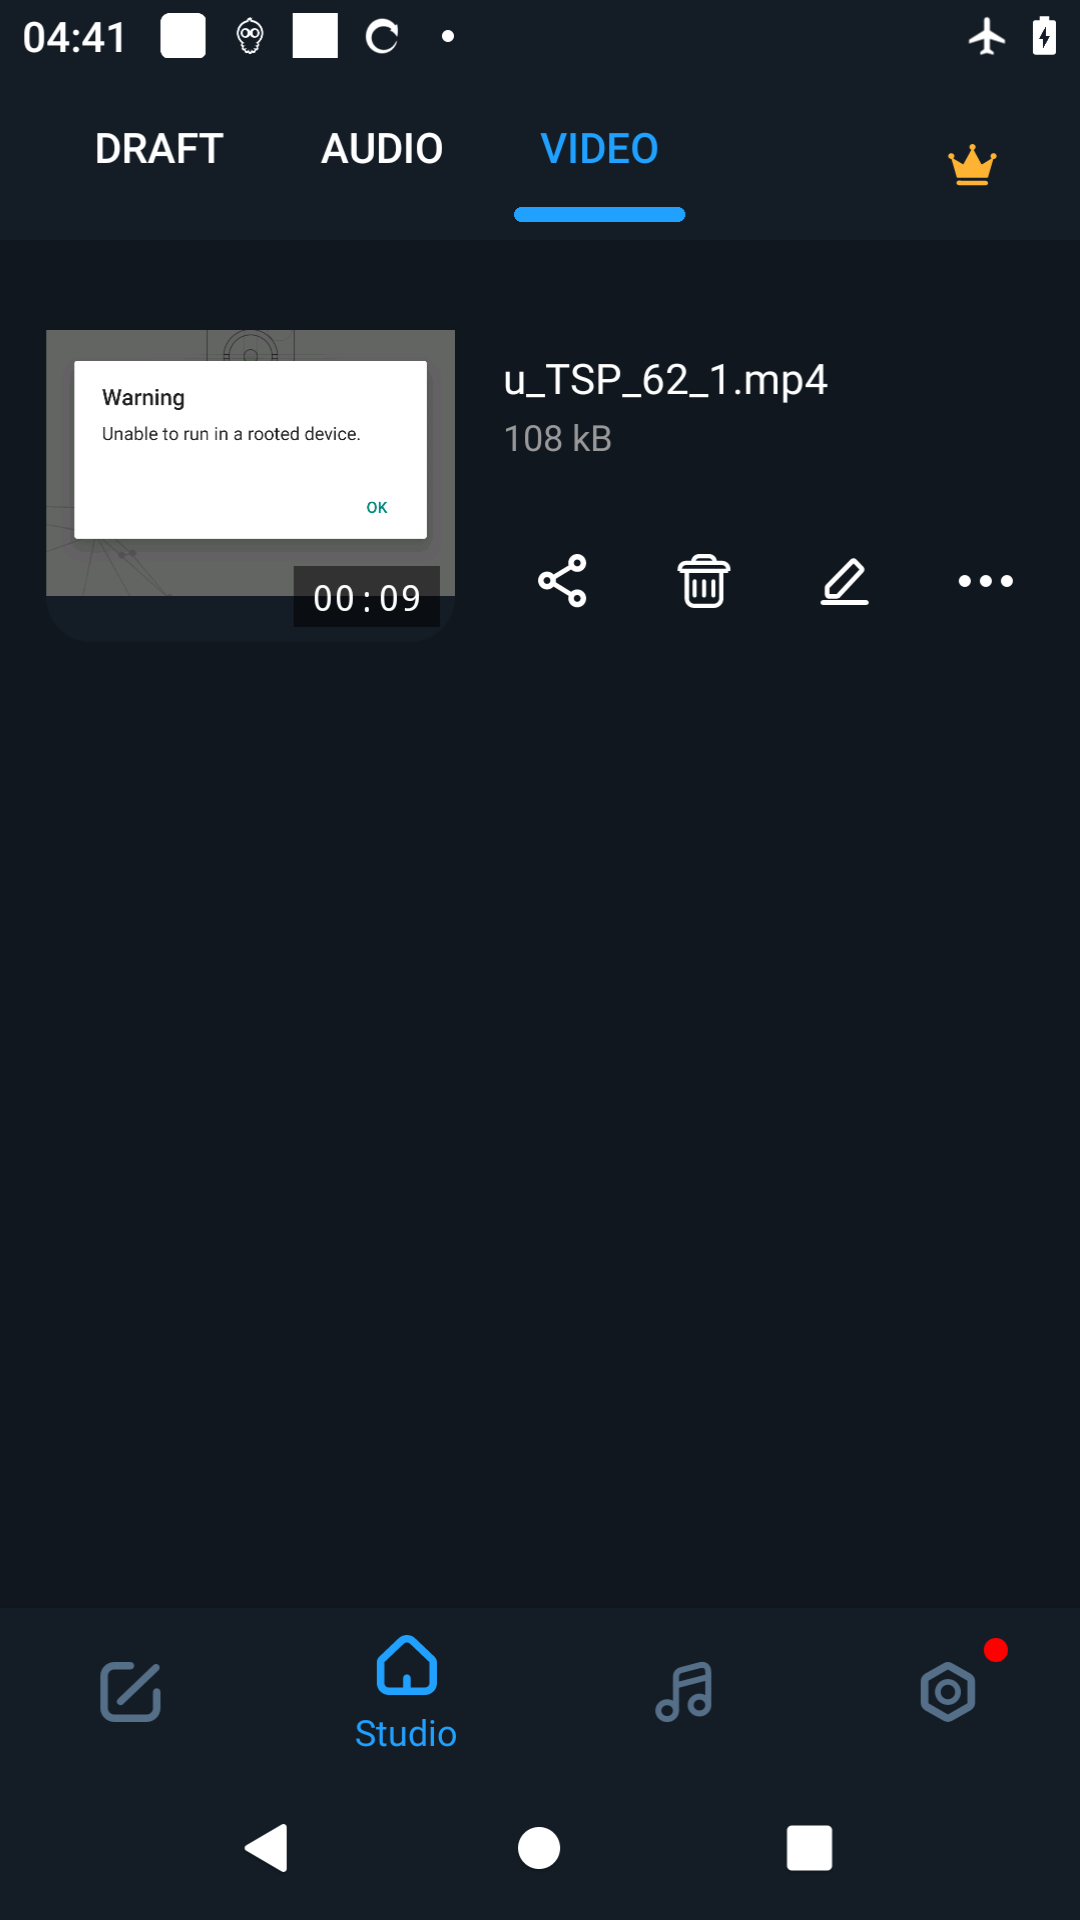 04:41
DRAFT AUDIO VIDEO
Warning
Unable to run in a rooted device.
OK
00:09
u_TSP_62_1.mp4
108 kB
Studio